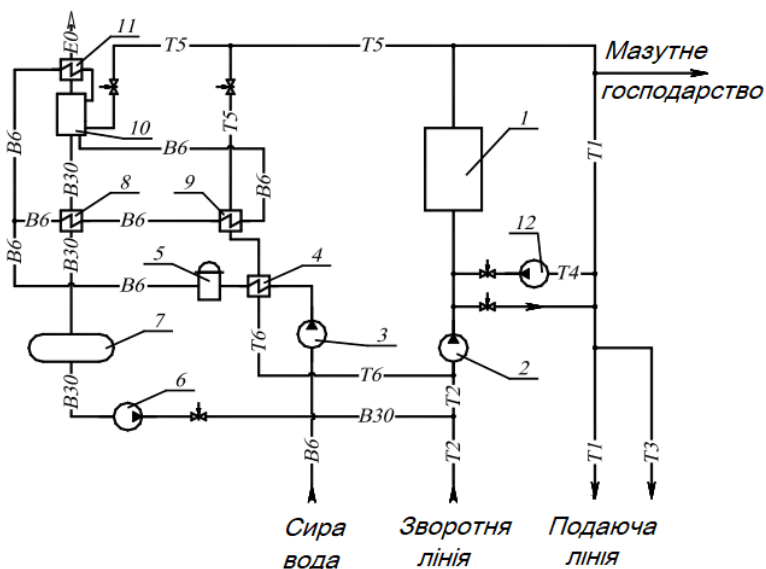 E0
11
T5
T5
Мазутне
господарство
10
T5
1
B6
B6
B30
B6
T1
8
9
B6
B6
B30
12
B6
5
4
T4
B6
7
T6
3
2
6
T6
B30
B30
T2
B6
T2
T1
T3
Сира
вода
Зворотня
лінія
Подаюча
лінія